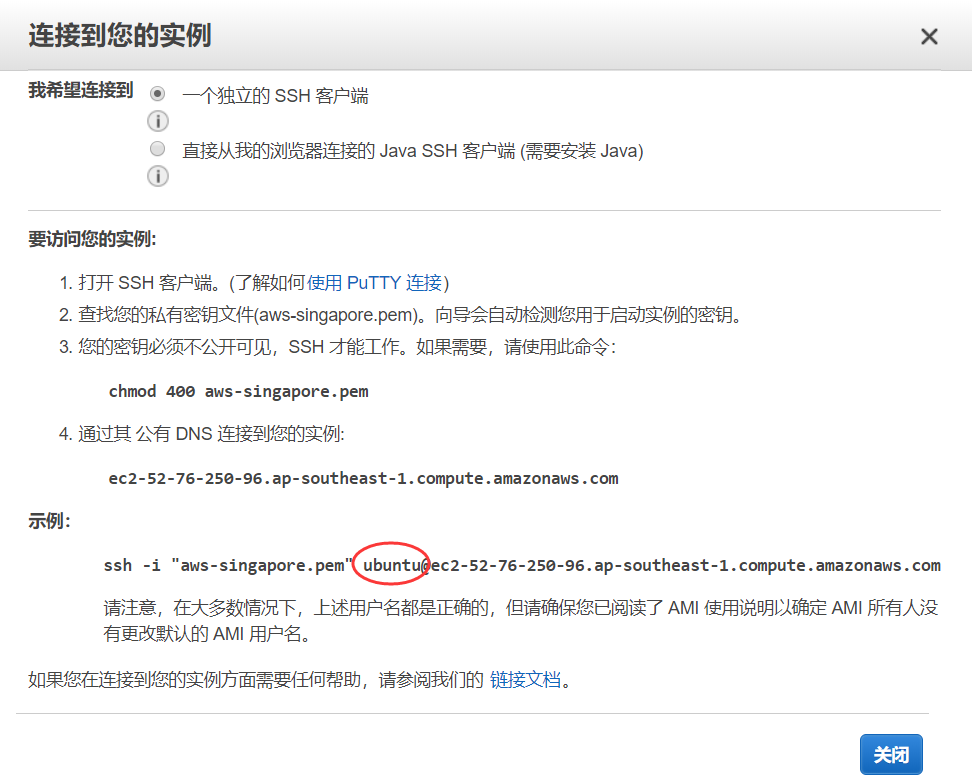 连接到您的实例
我希望连接到 一个独立的 SSH 客户端
直接从我的浏览器连接的 Java SSH 客户端 (需要安装 Java)
要访问您的实例:
1. 打开 SSH 客户端。(了解如何使用 PuTTY 连接)
2. 查找您的私有密钥文件(aws-singapore.pem)。向导会自动检测您用于启动实例的密钥。
3. 您的密钥必须不公开可见，SSH 才能工作。如果需要，请使用此命令:
chmod 400 aws-singapore.pem
4. 通过其 公有 DNS 连接到您的实例:
ec2-52-76-250-96.ap-southeast-1.compute.amazonaws.com
示例:
ssh -i "aws-singapore.pem" ubuntu@ec2-52-76-250-96.ap-southeast-1.compute.amazonaws.com
请注意，在大多数情况下，上述用户名都是正确的，但请确保您已阅读了 AMI 使用说明以确定 AMI 所有人没
有更改默认的 AMI 用户名。
如果您在连接到您的实例方面需要任何帮助，请参阅我们的 链接文档。
关闭